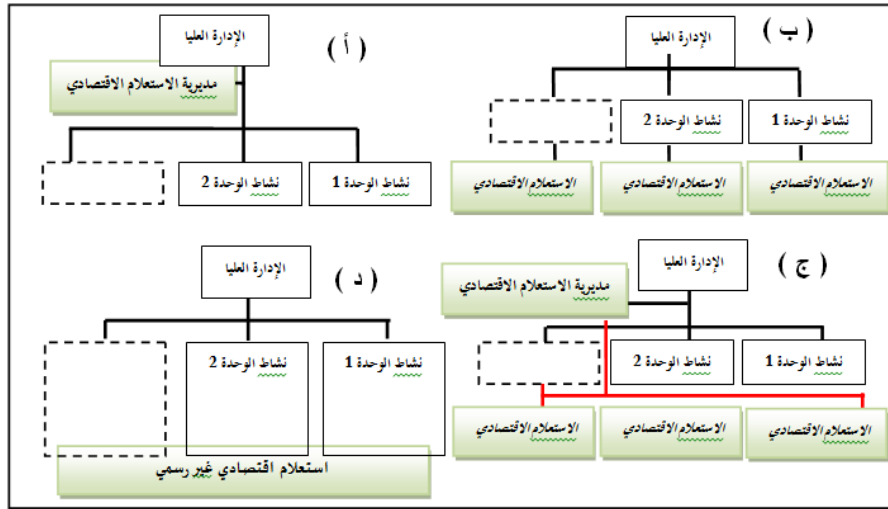 ( أ )
الإدارة العليا
مديرية الاستعلام الاقتصادي
نشاط الوحدة 1
نشاط الوحدة 2
( ب )
الإدارة العليا
نشاط الوحدة 1
نشاط الوحدة 2
الاستعلام الاقتصادي
الاستعلام الاقتصادي
الاستعلام الاقتصادي
( ج )
الإدارة العليا
مديرية الاستعلام الاقتصادي
نشاط الوحدة 1
نشاط الوحدة 2
الاستعلام الاقتصادي
الاستعلام الاقتصادي
الاستعلام الاقتصادي
( د )
الإدارة العليا
نشاط الوحدة 1
نشاط الوحدة 2
استعلام اقتصادي غير رسمي